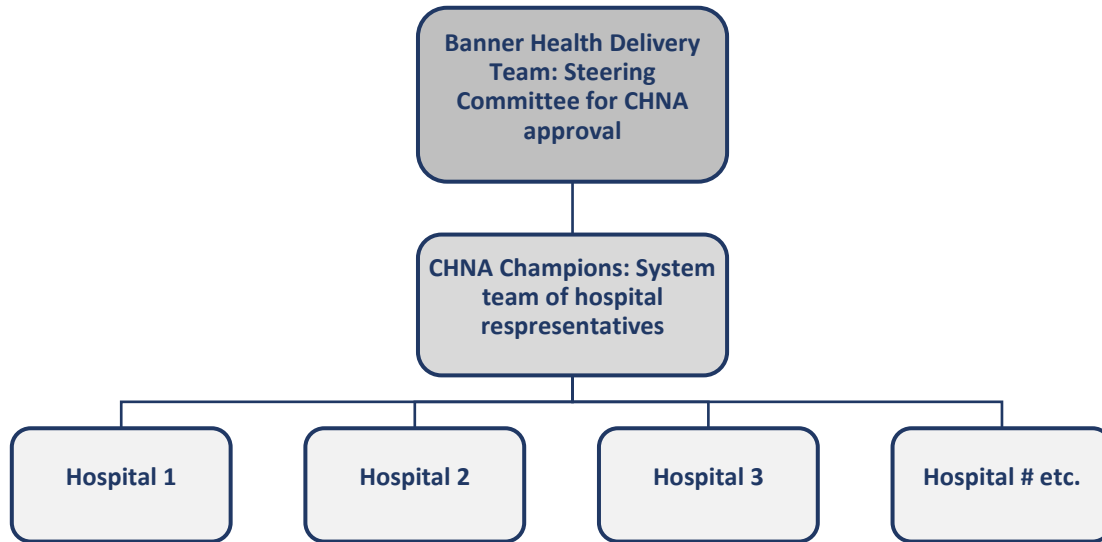 Banner Health Delivery
Team: Steering
Committee for CHNA
approval
CHNA Champions: System
team of hospital
respresentatives
Hospital 1
Hospital 2
Hospital 3
Hospital # etc.